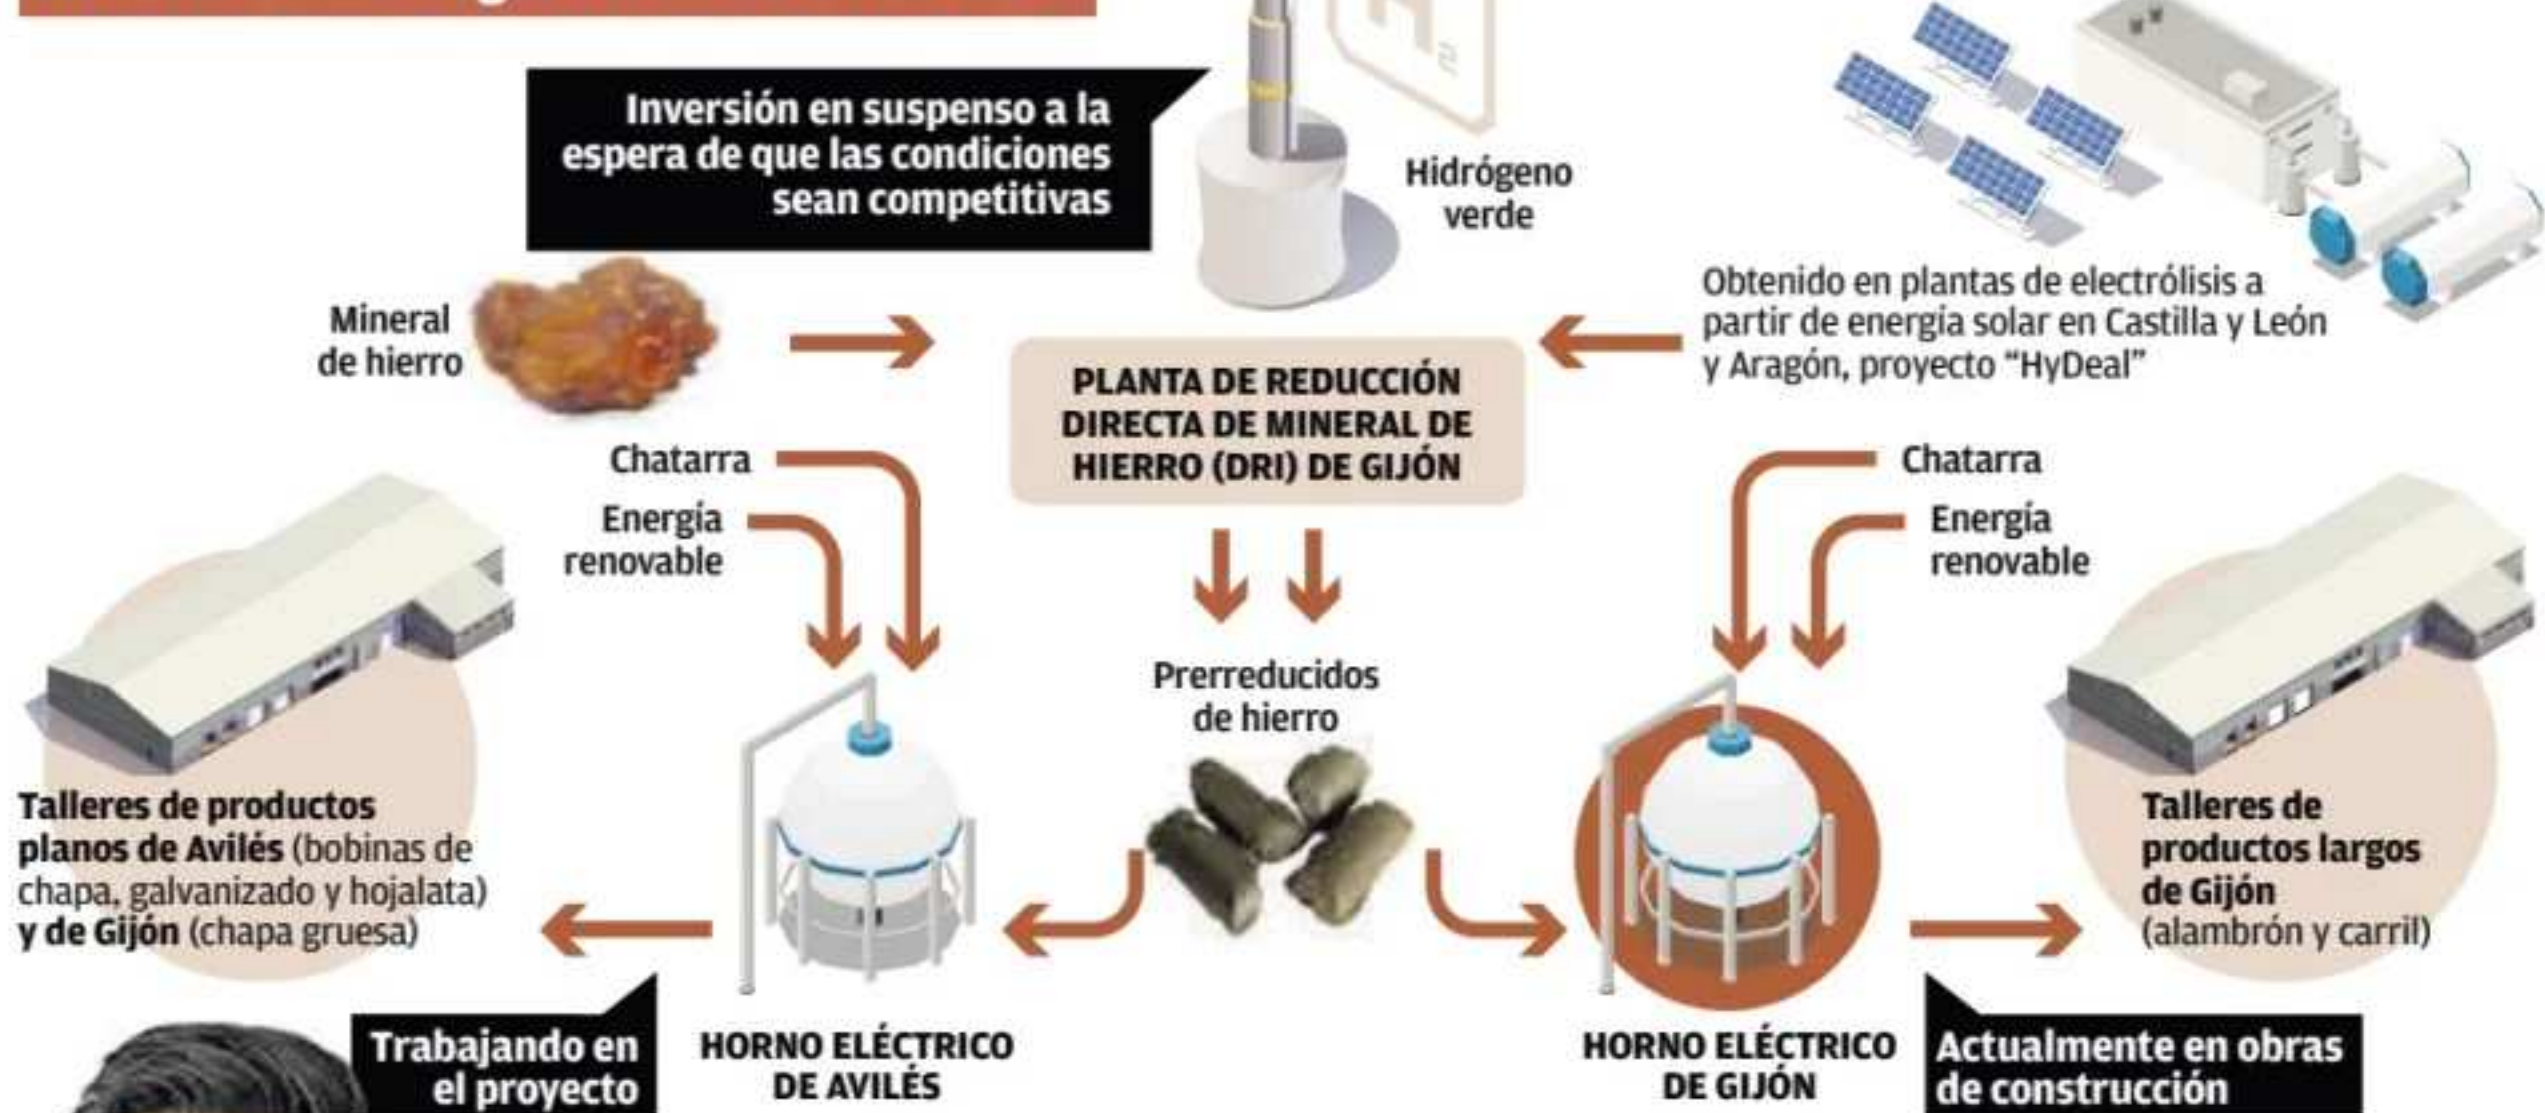 Inversión en suspenso a la
espera de que las condiciones
sean competitivas
Hidrógeno
verde
Mineral
de hierro
Obtenido en plantas de electrólisis a
partir de energía solar en Castilla y León
y Aragón, proyecto “HyDeal”
PLANTA DE REDUCCIÓN
DIRECTA DE MINERAL DE
HIERRO (DRI) DE GIJÓN
Chatarra
Energía
renovable
Chatarra
Energía
renovable
Prerreducidos
de hierro
Talleres de productos
planos de Avilés (bobinas de
chapa, galvanizado y hojalata)
y de Gijón (chapa gruesa)
Talleres de
productos largos
de Gijón
(alambrón y carril)
Trabajando en
el proyecto
HORNO ELÉCTRICO
DE AVILÉS
HORNO ELÉCTRICO
DE GIJÓN
Actualmente en obras
de construcción